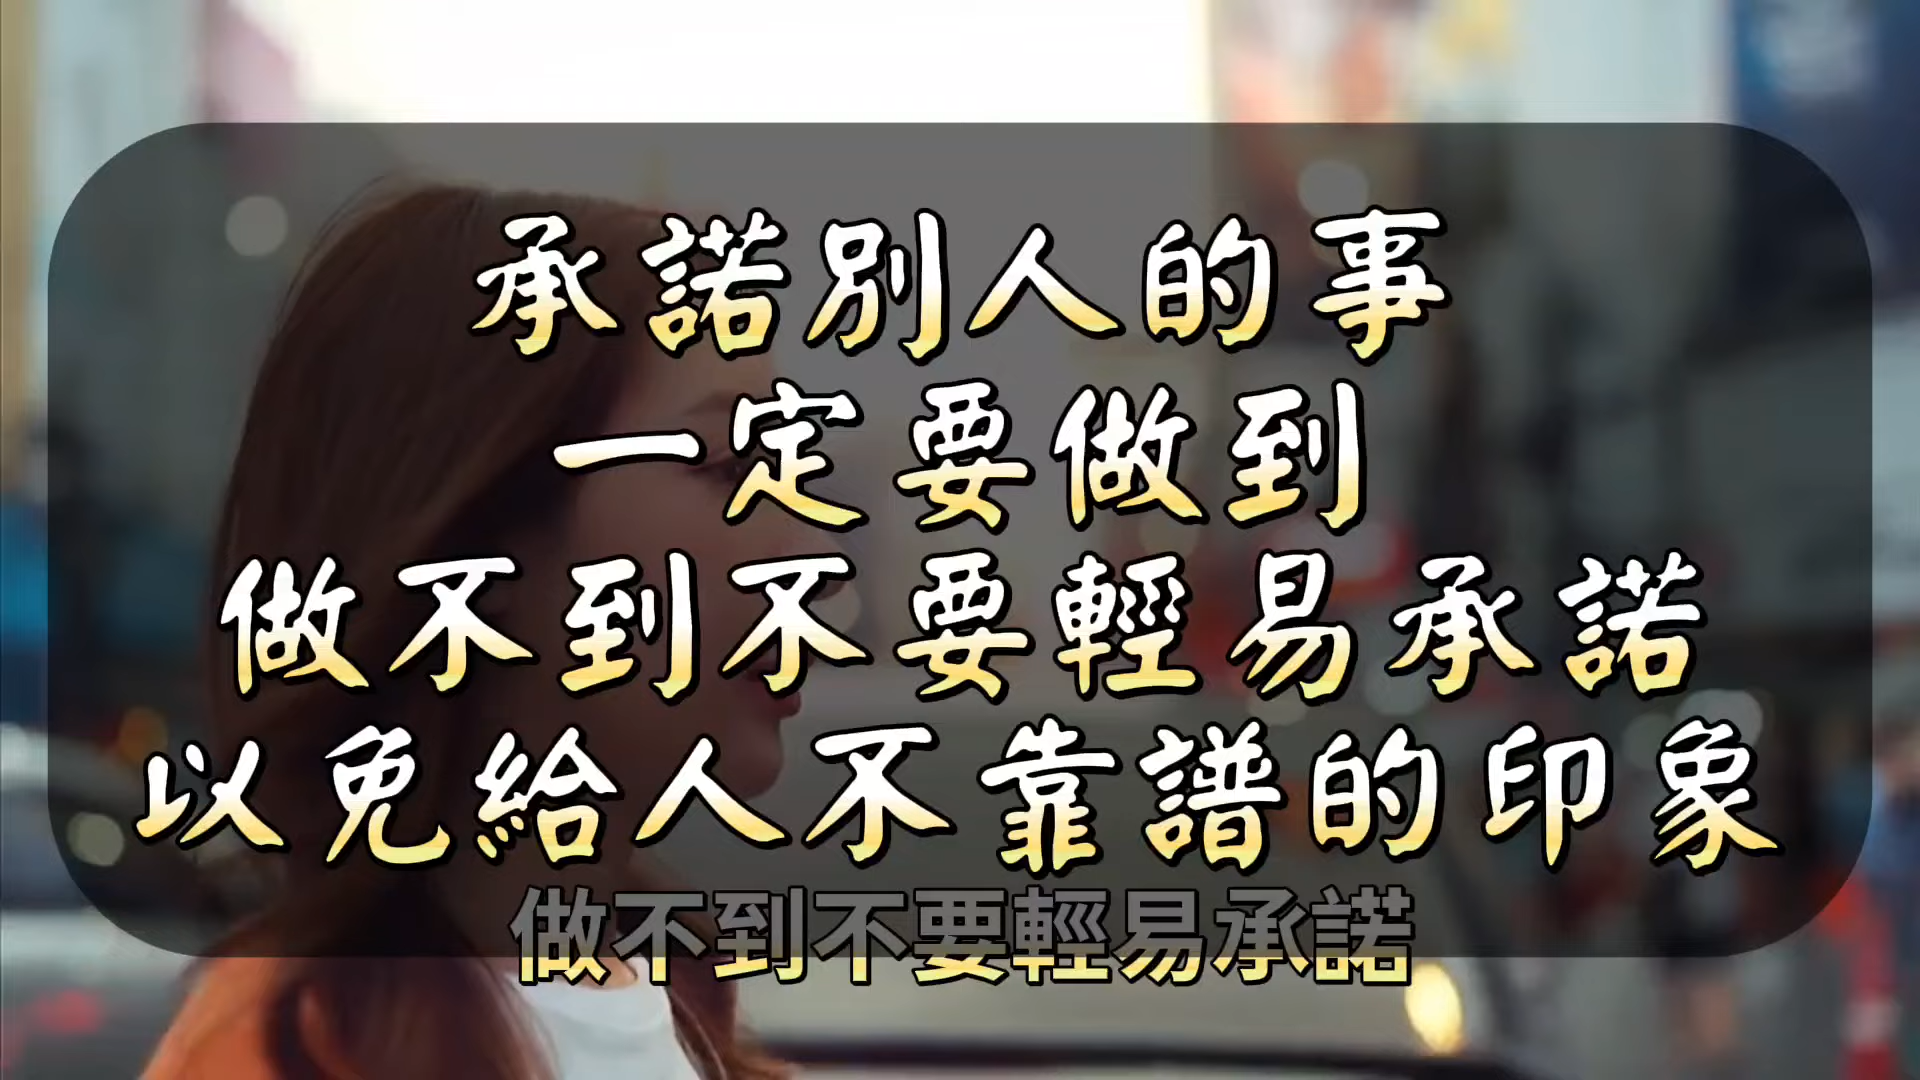 承諾別人的事
一定要做到
做不到不要輕易承諾
以免給人不靠譜的印象
做不到不要輕易承諾